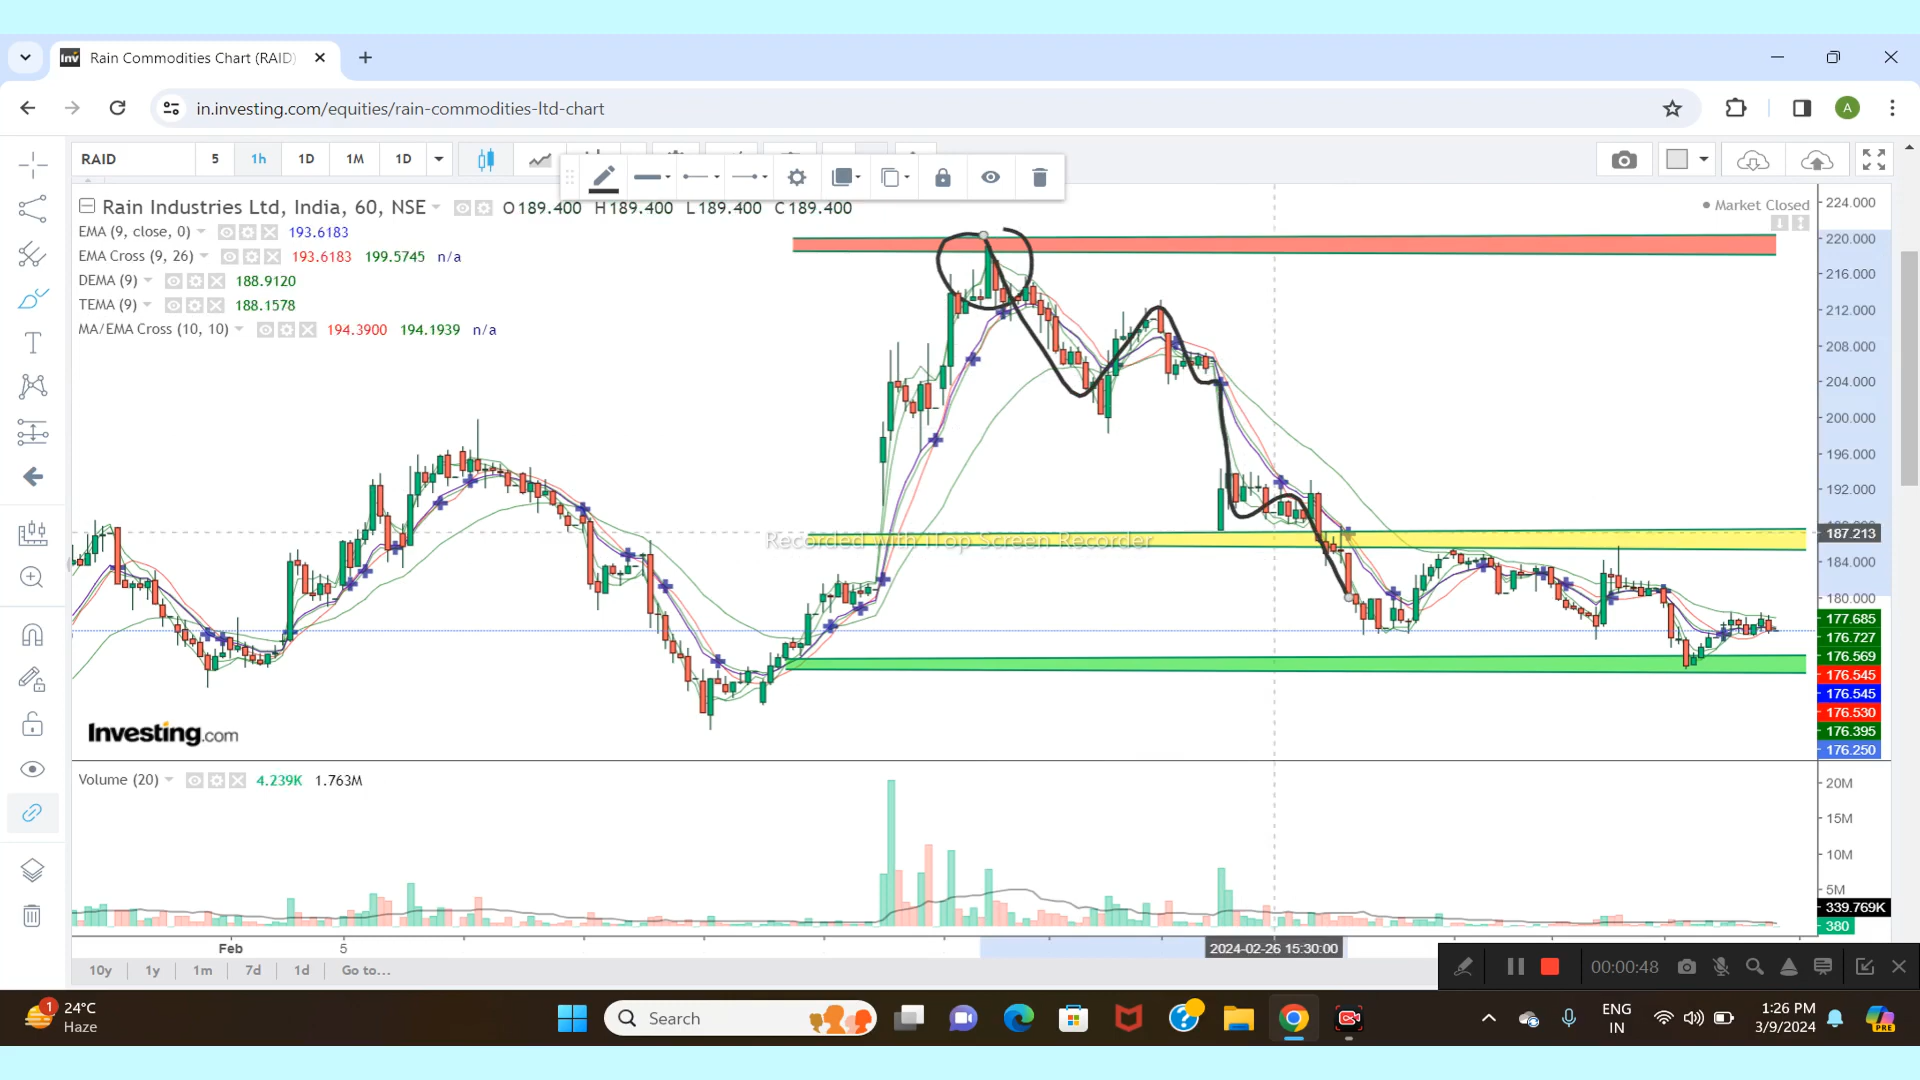 Rain Commodities Chart (RAID)
in.investing.com/equities/rain-commodities-ltd-chart
A
RAID 5 1h 1D 1M 1D
Rain Industries Ltd, India, 60, NSE O189.400 H189.400 L189.400 C189.400
Market Closed
EMA (9, close, 0) 193.6183
EMA Cross (9, 26) 193.6183 199.5745 n/a
DEMA (9) 188.9120
TEMA (9) 188.1578
MA/EMA Cross (10, 10) 194.3900 194.1939 n/a
224.000
220.000
216.000
212.000
208.000
204.000
200.000
196.000
192.000
187.213
184.000
180.000
177.685
176.727
176.569
176.545
176.545
176.530
176.395
176.250
Recorded with iTop Screen Recorder
Investing.com
Volume (20) 4.239K 1.763M
20M
15M
10M
5M
339.769K
380
Feb 5 2024-02-26 15:30:00
10y 1y 1m 7d 1d Go to...
00:00:48
1
24°C
Haze
Search
ENG
IN
1:26 PM
3/9/2024
PRE